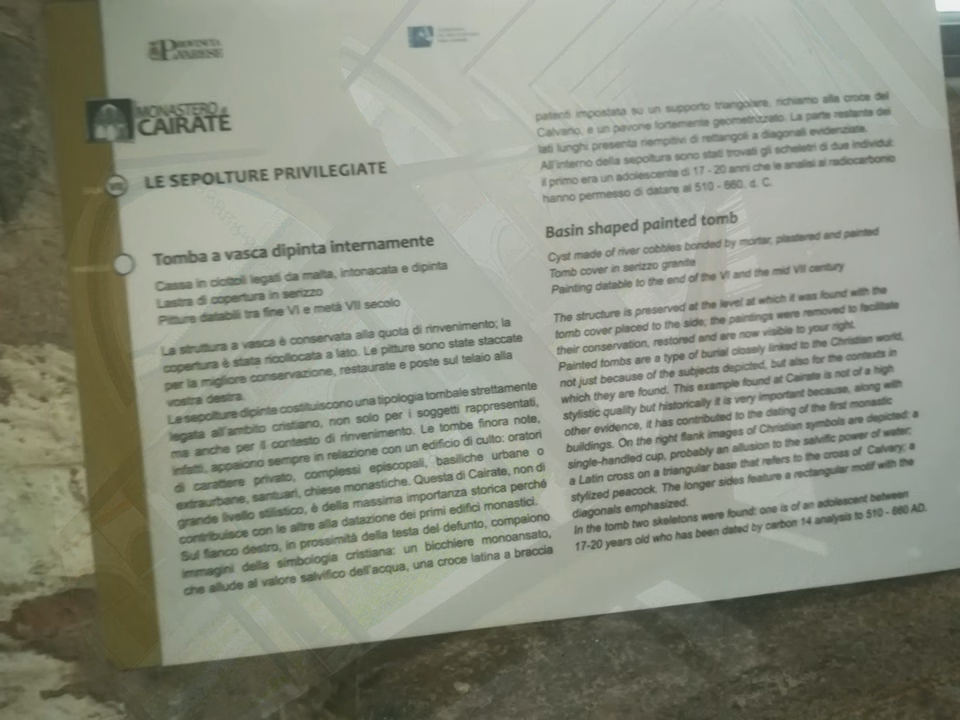 PROVINCIA
VARESE
MONASTERO di
CAIRATE
VII
LE SEPOLTURE PRIVILEGIATE
Tomba a vasca dipinta internamente
Cassa in ciottoli legati da malta, intonacata e dipinta
Lastra di copertura in serizzo
Pitture databili tra fine VI e metà VII secolo
La struttura a vasca è conservata alla quota di rinvenimento; la
copertura è stata ricollocata a lato. Le pitture sono state staccate
per la migliore conservazione, restaurate e poste sul telaio alla
vostra destra.
Le sepolture dipinte costituiscono una tipologia tombale strettamente
legata all'ambito cristiano, non solo per i soggetti rappresentati,
ma anche per il contesto di rinvenimento. Le tombe finora note,
infatti, appaiono sempre in relazione con un edificio di culto: oratori
di carattere privato, complessi episcopali, basiliche urbane o
extraurbane, santuari, chiese monastiche. Questa di Cairate, non di
grande livello stilistico, è della massima importanza storica perché
contribuisce con le altre alla datazione dei primi edifici monastici.
Sul fianco destro, in prossimità della testa del defunto, compaiono
immagini della simbologia cristiana: un bicchiere monoansato,
che allude al valore salvifico dell'acqua, una croce latina a braccia
patenti impostata su un supporto triangolare, richiamo alla croce del
Calvario, e un pavone fortemente geometrizzato. La parte restante dei
lati lunghi presenta riempitivi di rettangoli a diagonali evidenziate.
All'interno della sepoltura sono stati trovati gli scheletri di due individui:
il primo era un adolescente di 17 - 20 anni che le analisi al radiocarbonio
hanno permesso di datare al 510 - 660. d. C.
Basin shaped painted tomb
Cyst made of river cobbles bonded by mortar, plastered and painted
Tomb cover in serizzo granite
Painting datable to the end of the VI and the mid VII century
The structure is preserved at the level at which it was found with the
tomb cover placed to the side; the paintings were removed to facilitate
their conservation, restored and are now visible to your right.
Painted tombs are a type of burial closely linked to the Christian world,
not just because of the subjects depicted, but also for the contexts in
which they are found. This example found at Cairate is not of a high
stylistic quality but historically it is very important because, along with
other evidence, it has contributed to the dating of the first monastic
buildings. On the right flank images of Christian symbols are depicted: a
single-handled cup, probably an allusion to the salvific power of water;
a Latin cross on a triangular base that refers to the cross of Calvary; a
stylized peacock. The longer sides feature a rectangular motif with the
diagonals emphasized.
In the tomb two skeletons were found: one is of an adolescent between
17-20 years old who has been dated by carbon 14 analysis to 510 - 660 AD.